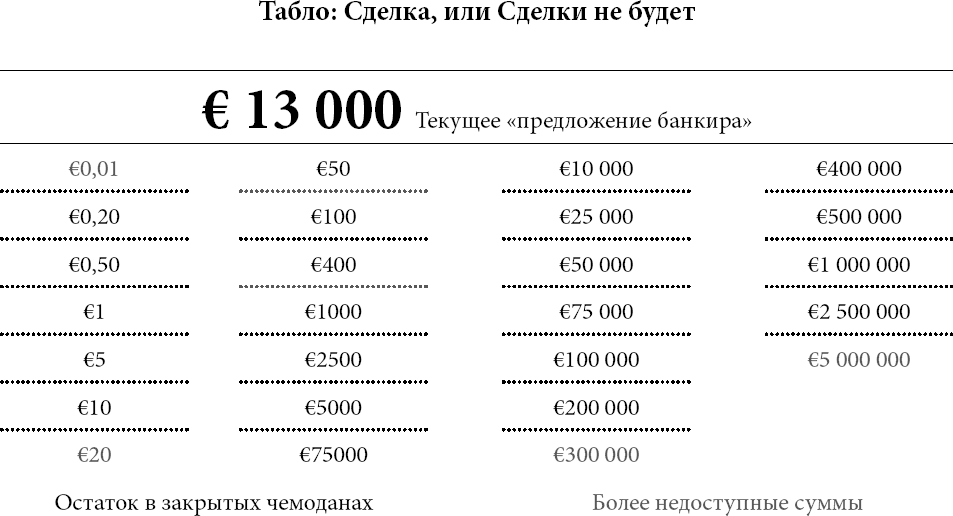 Табло: Сделка, или Сделки не будет
€ 13 000 Текущее «предложение банкира»
€0,01 €50 €10 000 €400 000
€0,20 €100 €25 000 €500 000
€0,50 €400 €50 000 €1 000 000
€1 €1000 €75 000 €2 500 000
€5 €2500 €100 000 €5 000 000
€10 €5000 €200 000
€20 €75000 €300 000
Остаток в закрытых чемоданах Более недоступные суммы